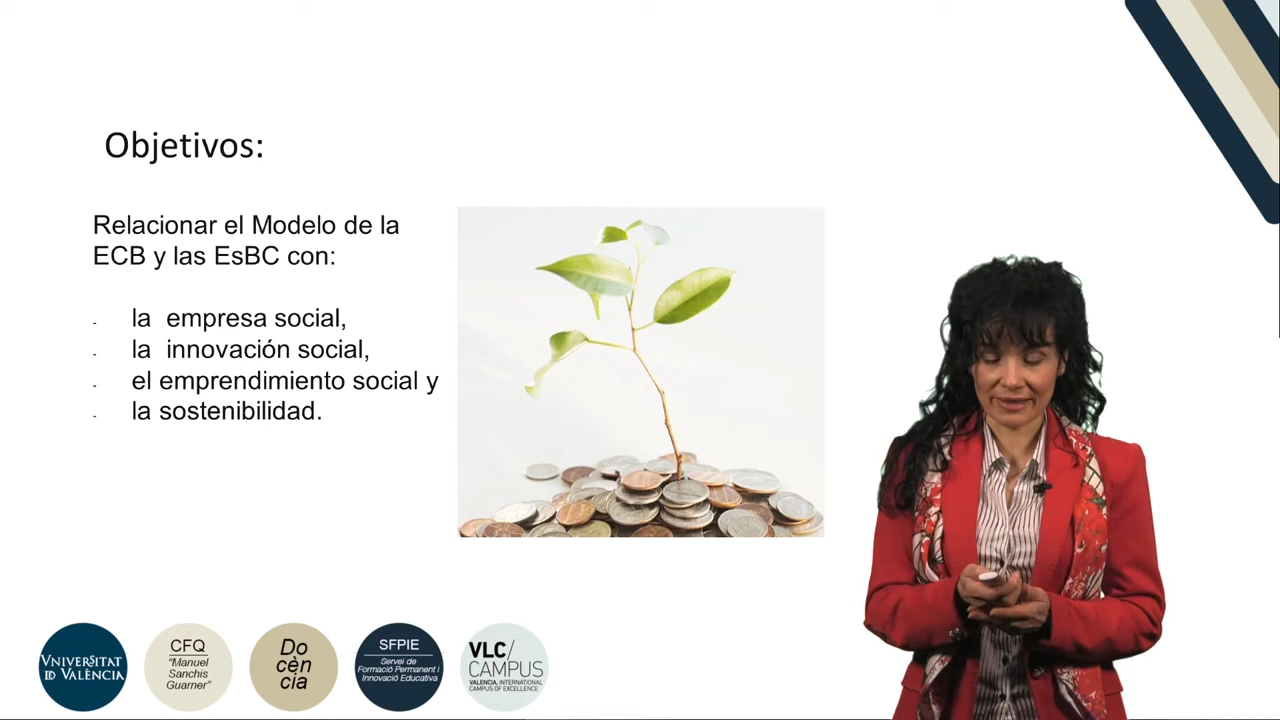 Objetivos:
Relacionar el Modelo de la
ECB y las EsBC con:
- la empresa social,
- la innovación social,
- el emprendimiento social y
- la sostenibilidad.
VNIVERSITAT
ID VALÈNCIA
CFQ
"Manuel
Sanchis
Guarner"
Do
cèn
cia
SFPIE
Servei de
Formació Permanent i
Innovació Educativa
VLC/
CAMPUS
VALENCIA, INTERNATIONAL
CAMPUS OF EXCELLENCE